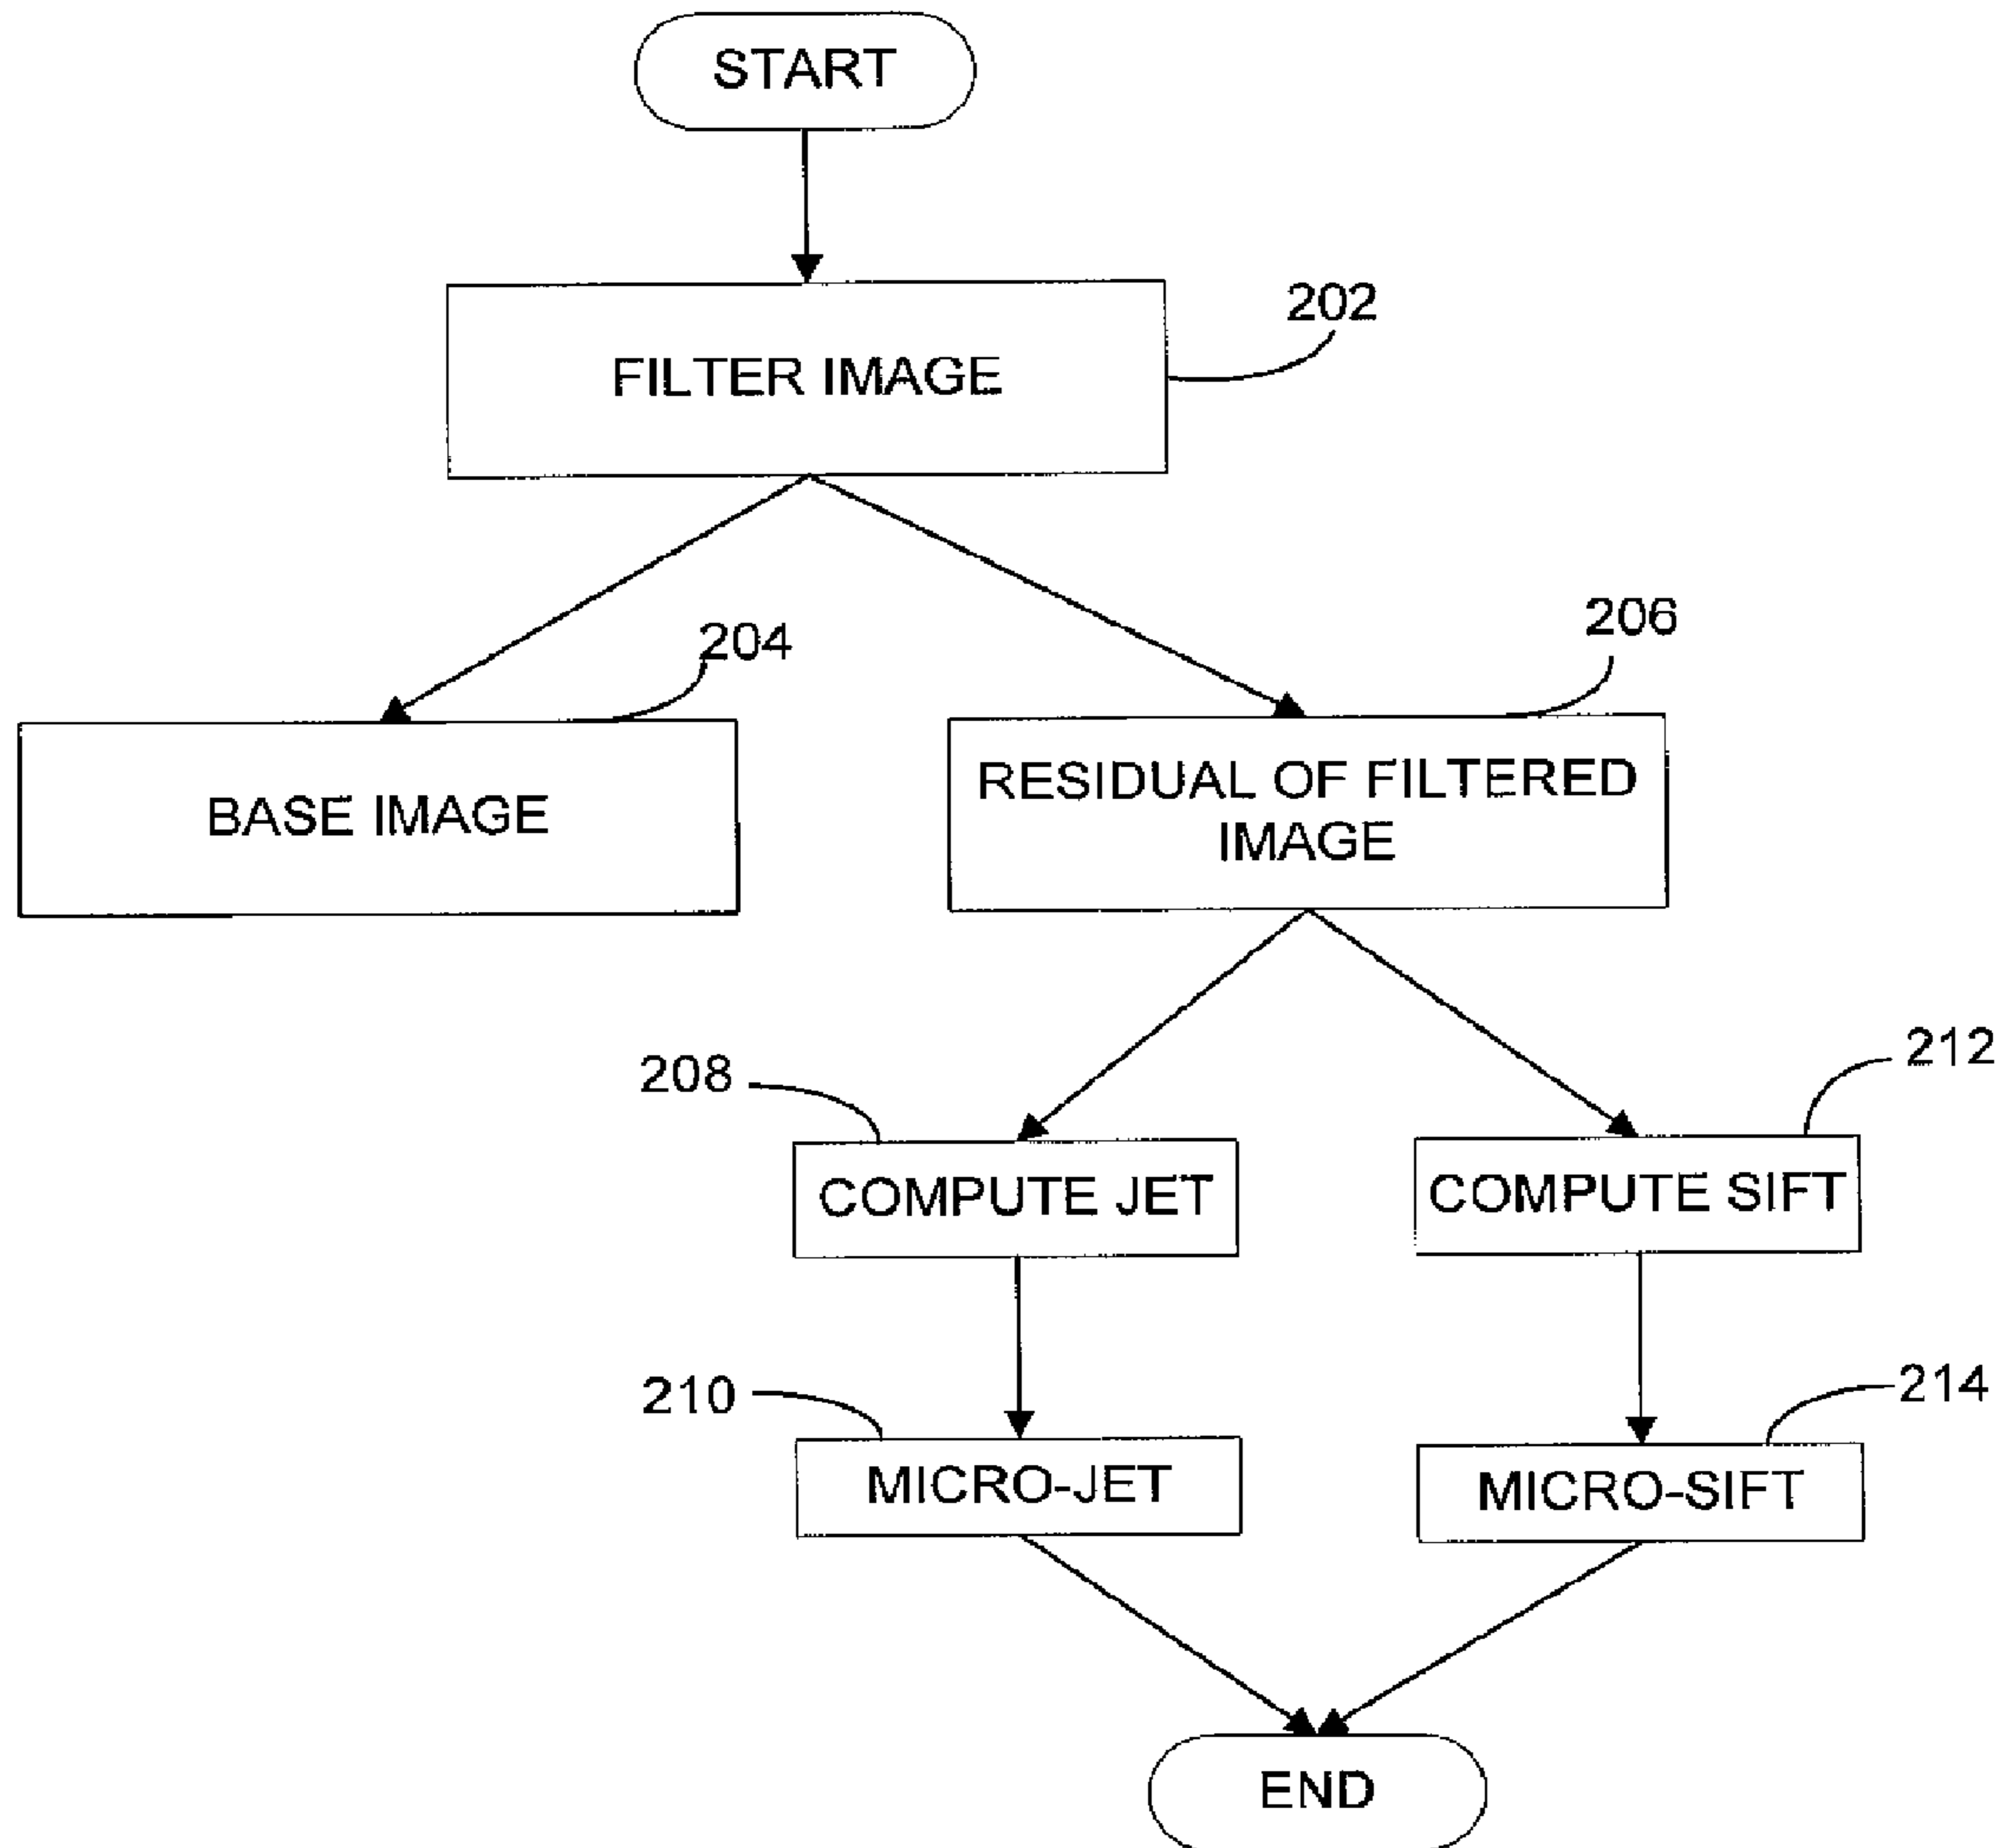 START
202
FILTER IMAGE
204
206
BASE IMAGE
RESIDUAL OF FILTERED
IMAGE
208
212
COMPUTE JET
COMPUTE SIFT
210
214
MICRO-JET
MICRO-SIFT
END